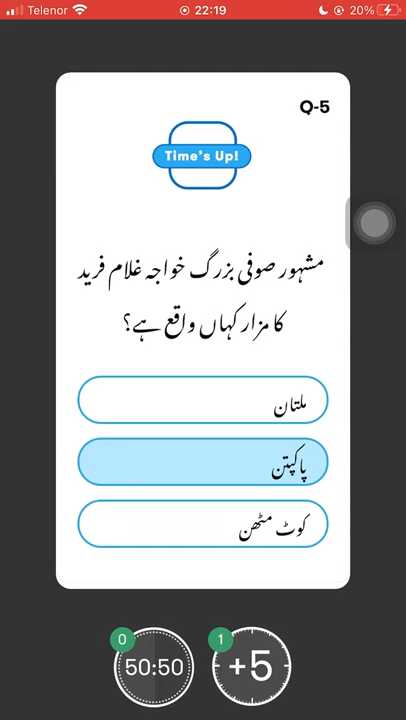 Telenor
22:19
20%
Q-5
Time's Up!
مشہور صوفی بزرگ خواجہ غلام فرید
کا مزار کہاں واقع ہے؟
ملتان
پاکپتن
کوٹ مٹھن
0
1
50:50
+5